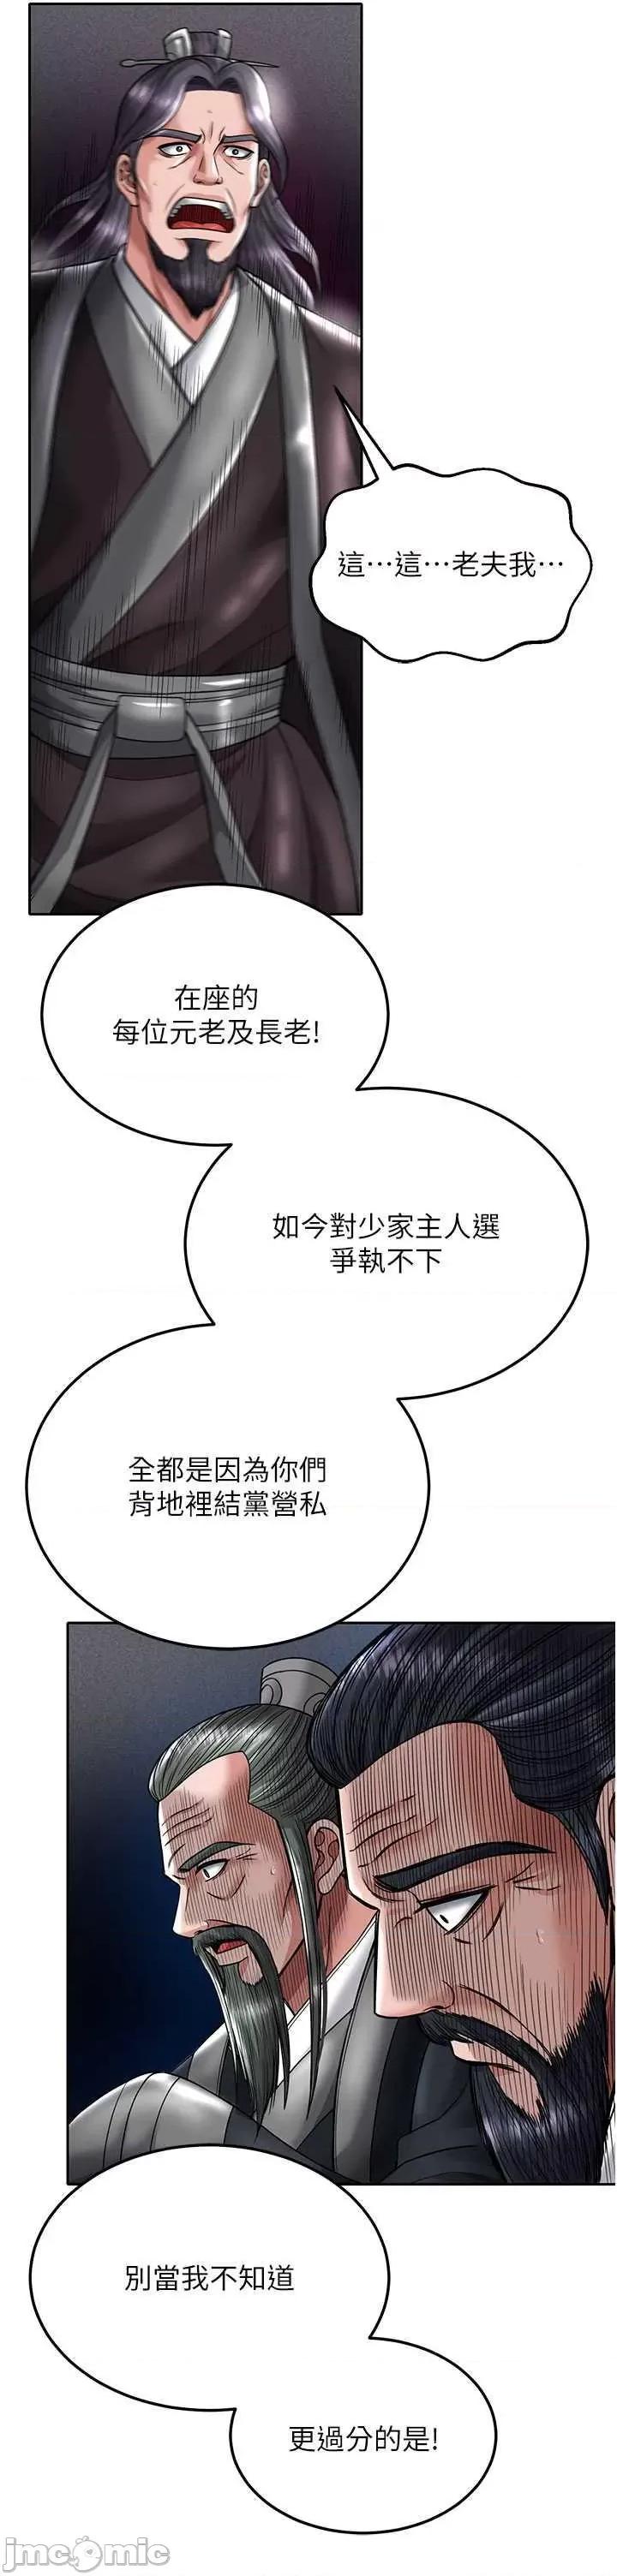 這⋯這⋯老夫我⋯
在座的
每位元老及長老!
如今對少家主人選
爭執不下
全都是因為你們
背地裡結黨營私
別當我不知道
更過分的是!
jmcomic